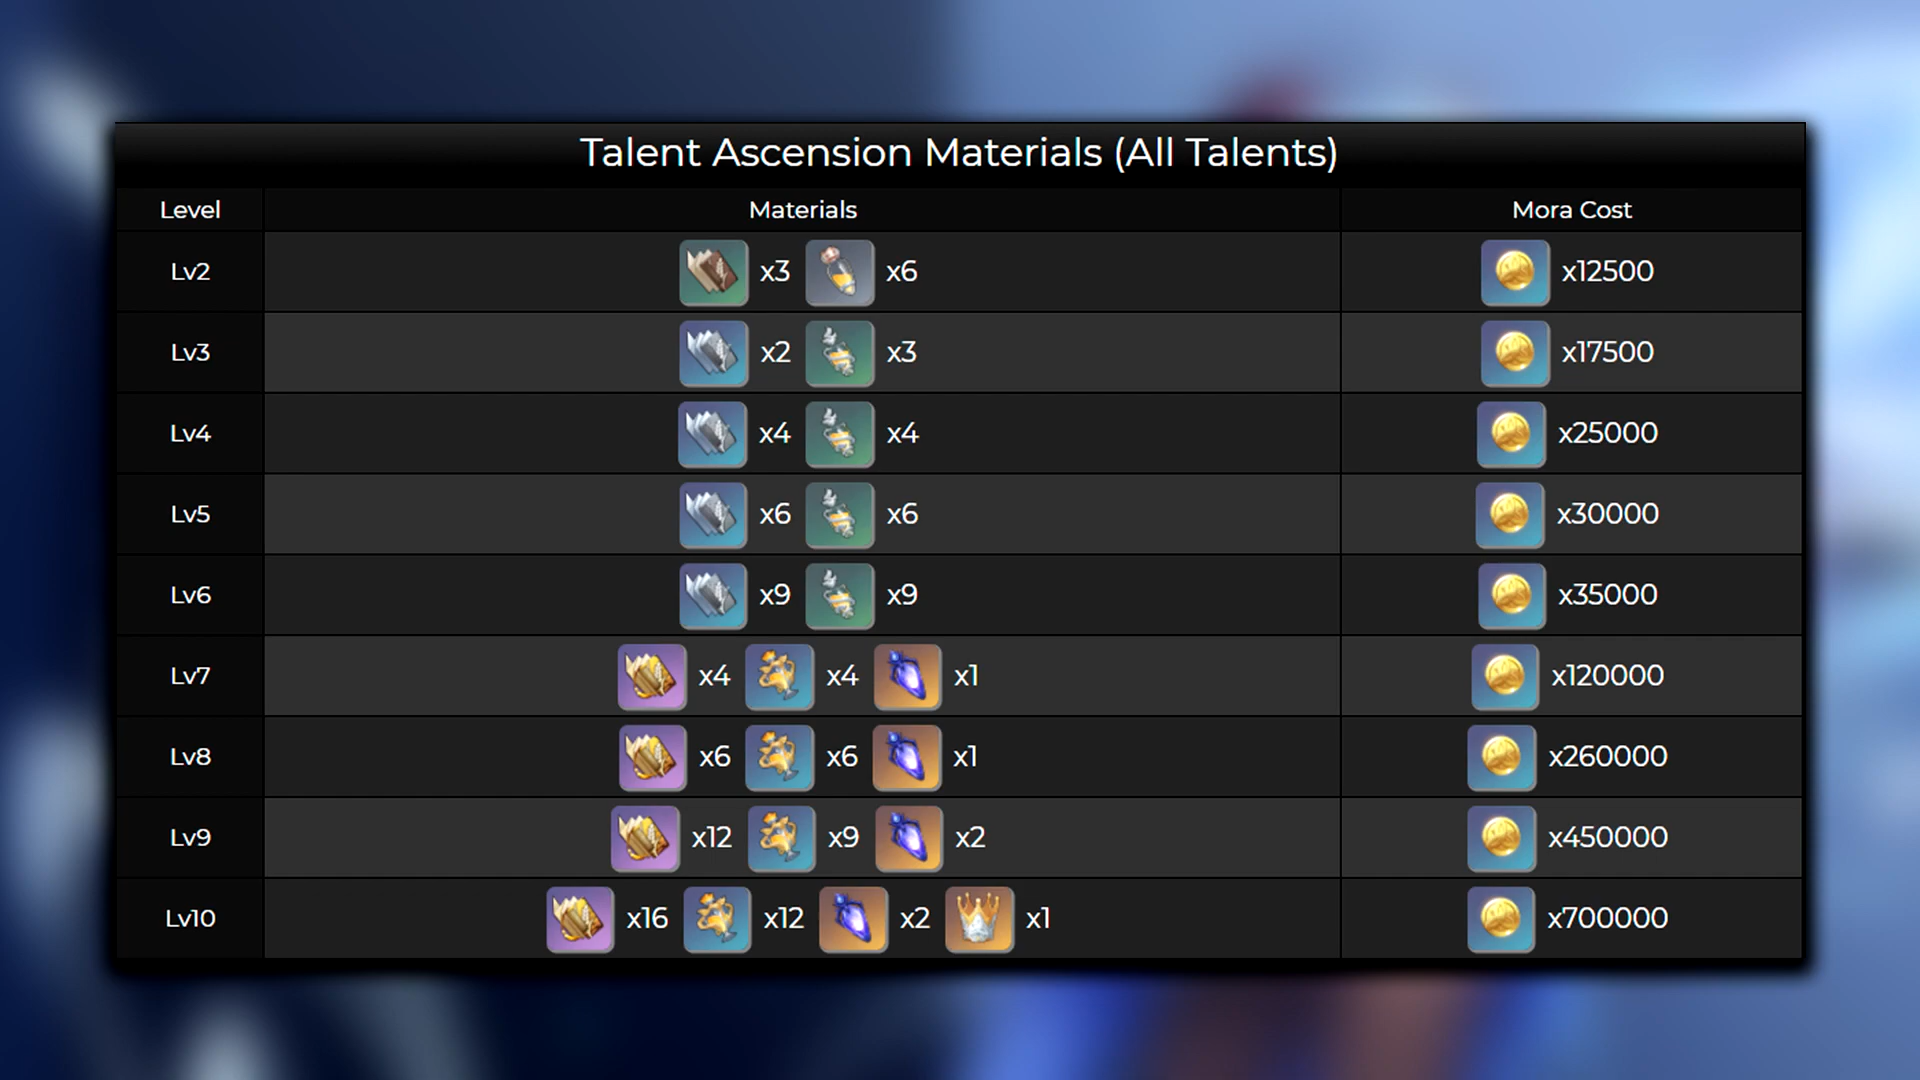 Talent Ascension Materials (All Talents)
Level Materials Mora Cost
Lv2 x3 x6 x12500
Lv3 x2 x3 x17500
Lv4 x4 x4 x25000
Lv5 x6 x6 x30000
Lv6 x9 x9 x35000
Lv7 x4 x4 x1 x120000
Lv8 x6 x6 x1 x260000
Lv9 x12 x9 x2 x450000
Lv10 x16 x12 x2 x1 x700000